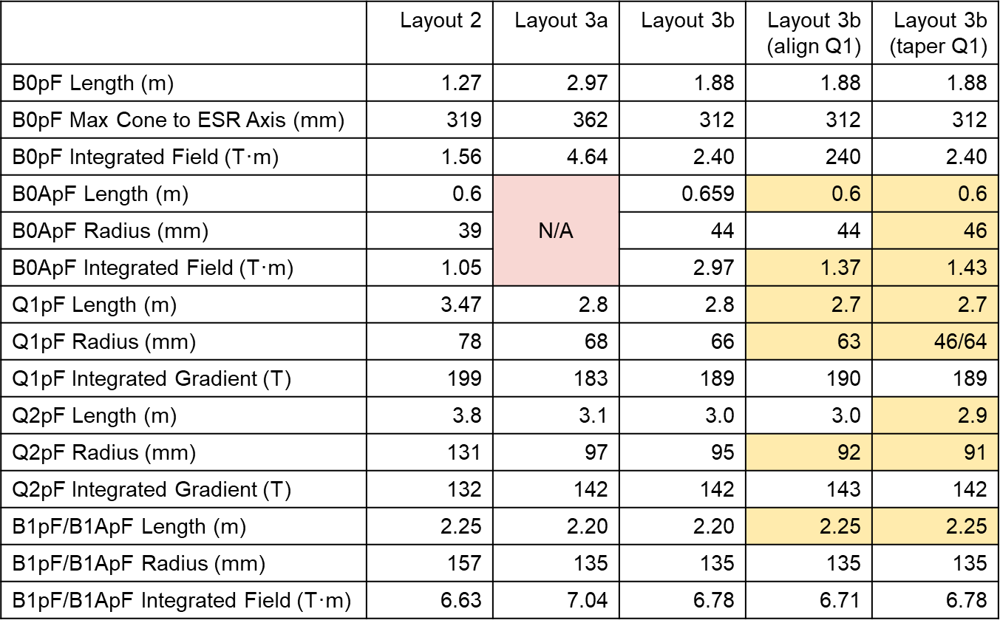 Layout 2 Layout 3a Layout 3b Layout 3b (align Q1) Layout 3b (taper Q1)
B0pF Length (m) 1.27 2.97 1.88 1.88 1.88
B0pF Max Cone to ESR Axis (mm) 319 362 312 312 312
B0pF Integrated Field (T·m) 1.56 4.64 2.40 240 2.40
B0ApF Length (m) 0.6 0.659 0.6 0.6
B0ApF Radius (mm) 39 N/A 44 44 46
B0ApF Integrated Field (T·m) 1.05 2.97 1.37 1.43
Q1pF Length (m) 3.47 2.8 2.8 2.7 2.7
Q1pF Radius (mm) 78 68 66 63 46/64
Q1pF Integrated Gradient (T) 199 183 189 190 189
Q2pF Length (m) 3.8 3.1 3.0 3.0 2.9
Q2pF Radius (mm) 131 97 95 92 91
Q2pF Integrated Gradient (T) 132 142 142 143 142
B1pF/B1ApF Length (m) 2.25 2.20 2.20 2.25 2.25
B1pF/B1ApF Radius (mm) 157 135 135 135 135
B1pF/B1ApF Integrated Field (T·m) 6.63 7.04 6.78 6.71 6.78